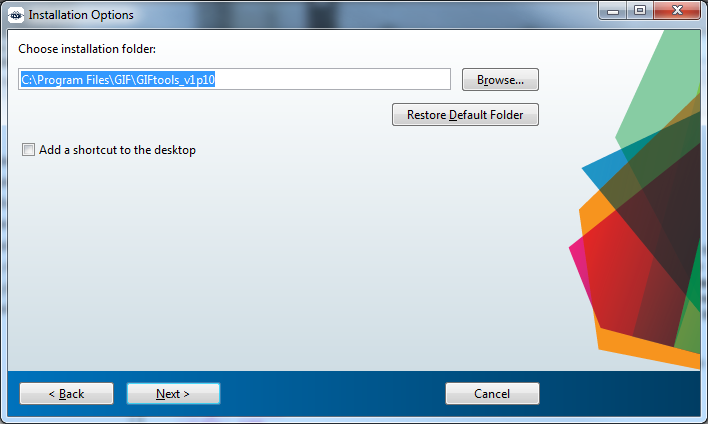 Installation Options
Choose installation folder:
C:\Program Files\GIF\GIFtools_v1p10
Browse...
Restore Default Folder
Add a shortcut to the desktop
< Back
Next >
Cancel